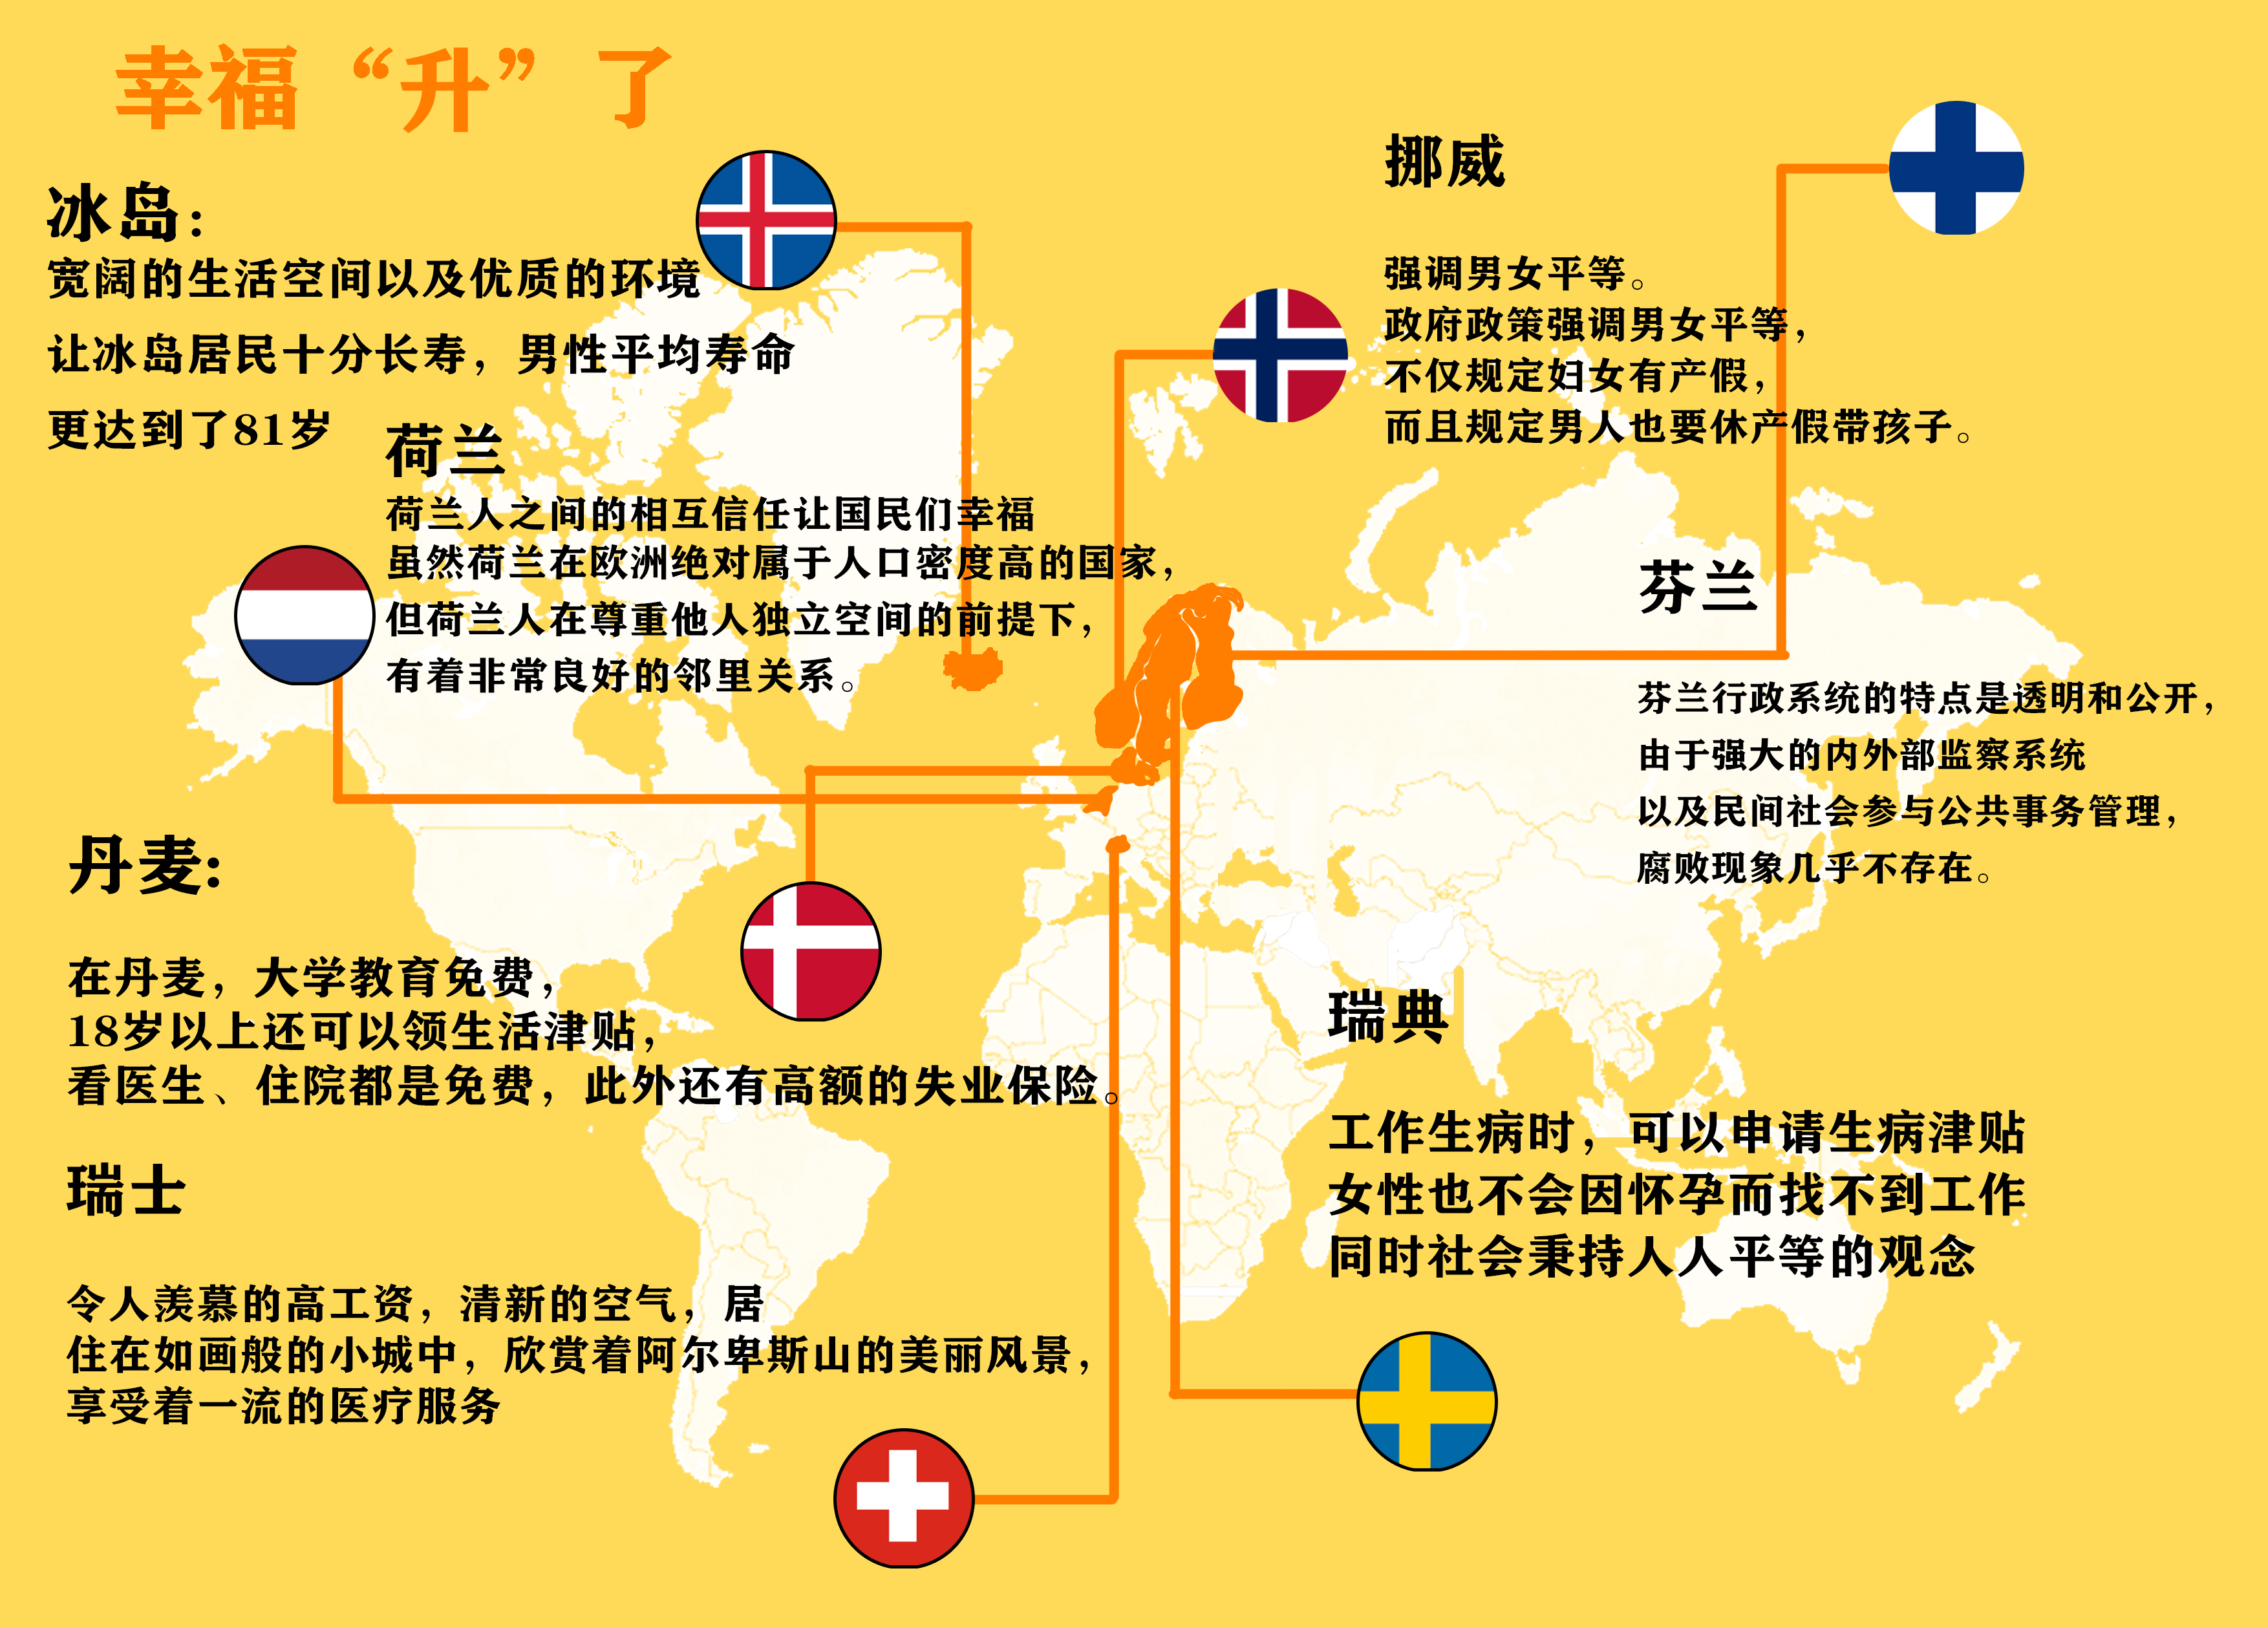 幸福“升”了
冰岛：
宽阔的生活空间以及优质的环境
让冰岛居民十分长寿，男性平均寿命
更达到了81岁
荷兰
荷兰人之间的相互信任让国民们幸福
虽然荷兰在欧洲绝对属于人口密度高的国家，
但荷兰人在尊重他人独立空间的前提下，
有着非常良好的邻里关系。
挪威
强调男女平等。
政府政策强调男女平等，
不仅规定妇女有产假，
而且规定男人也要休产假带孩子。
芬兰
芬兰行政系统的特点是透明和公开，
由于强大的内外部监察系统
以及民间社会参与公共事务管理，
腐败现象几乎不存在。
丹麦：
在丹麦，大学教育免费，
18岁以上还可以领生活津贴，
看医生、住院都是免费，此外还有高额的失业保险。
瑞士
令人羡慕的高工资，清新的空气，居
住在如画般的小城中，欣赏着阿尔卑斯山的美丽风景，
享受着一流的医疗服务
瑞典
工作生病时，可以申请生病津贴
女性也不会因怀孕而找不到工作
同时社会秉持人人平等的观念